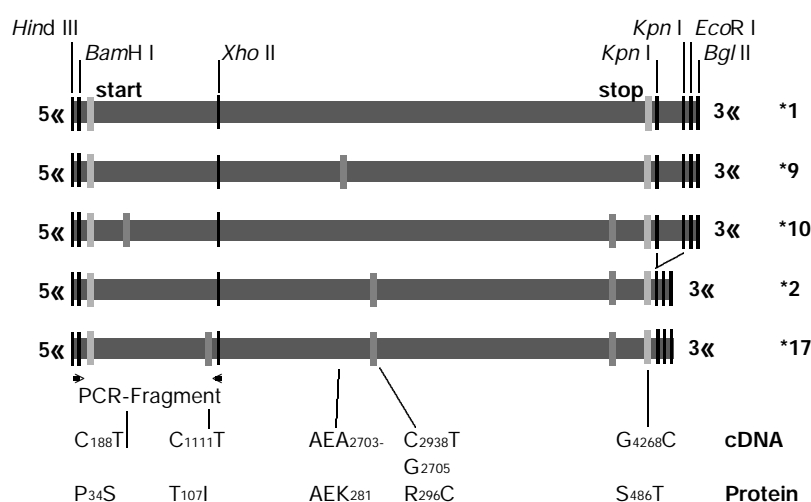 Hind III Kpn I EcoR I
BamH I Xho II Kpn I Bgl II
start stop
5« 3« *1
5« 3« *9
5« 3« *10
5« 3« *2
5« 3« *17
PCR-Fragment
C188T C1111T AEA2703- C2938T G4268C cDNA
G2705
P34S T107I AEK281 R296C S486T Protein